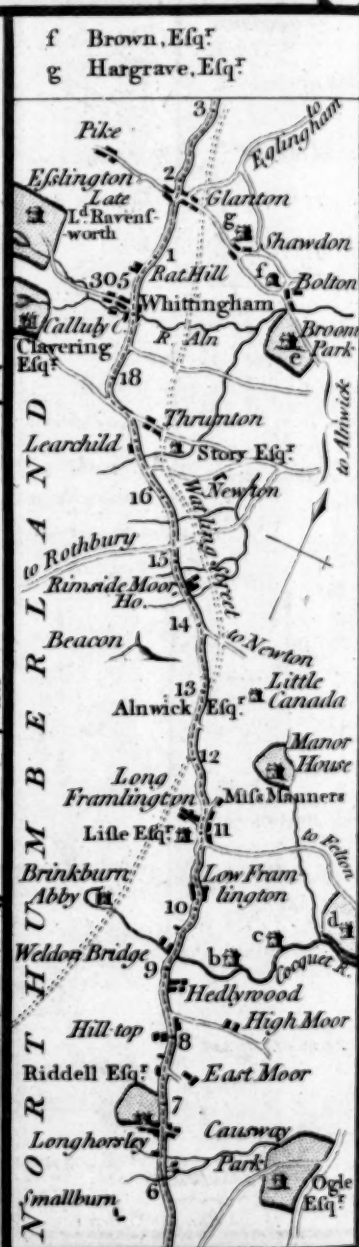 f Brown, Eſqr.
g Hargrave, Eſqr.
3
to
Eglingham
Pike
2
Eſslington
Late
Ld. Ravenſ-
worth
Glanton
g
Shawdon
1
f
Rat Hill
Bolton
305
Whittingham
Broom
Park
e
Calluly C.
Clavering
Eſqr.
R. Aln
18
to Alnwick
Thrunton
Learchild
Story Eſqr.
16
Newton
Watling Street
to Rothbury
15
Rimside Moor
Ho.
14
to Newton
Beacon
13
Little
Canada
Alnwick Eſqr.
12
Manor
House
Long
Framlington
Miſs Manners
Liſle Eſqr.
11
to Felton
Brinkburn
Abby
Low Fram
lington
10
d
c
b
Weldon Bridge
9
Cocquet R.
Hedlywood
High Moor
Hill-top
8
Riddell Eſqr.
East Moor
7
Longhorsley
Causway
Park
6
Ogle
Eſqr.
Smallburn
NORTHUMBERLAND